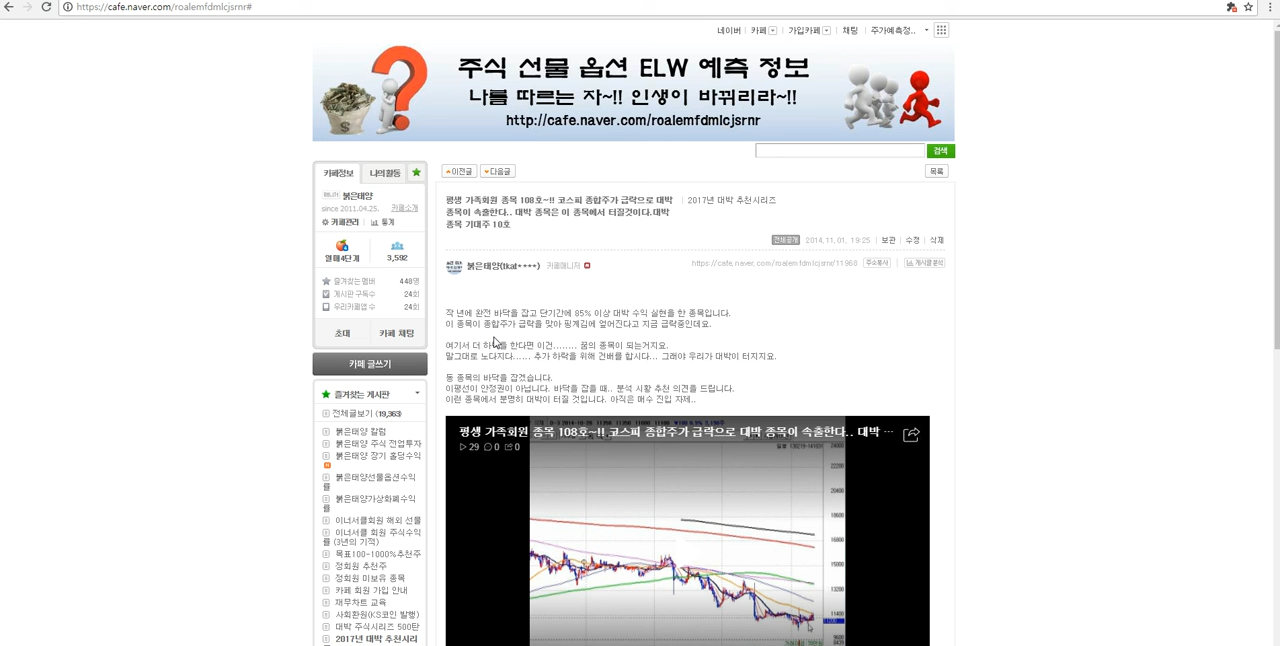 https://cafe.naver.com/roalemfdmlcjsrnr#
네이버 카페 가입카페 채팅 주가예측정..
주식 선물 옵션 ELW 예측 정보
나를 따르는 자~!! 인생이 바뀌리라~!!
http://cafe.naver.com/roalemfdmlcjsrnr
검색
카페정보 나의활동
매니저 붉은태양
since 2011.04.25. 카페소개
카페관리 통계
열매4단계 3,592
즐겨찾는 멤버 448명
게시판 구독수 24회
우리카페앱 수 24회
초대 카페 채팅
카페 글쓰기
즐겨찾는 게시판
전체글보기 (19,363)
붉은태양 칼럼
붉은태양 주식 전업투자
붉은태양 장기 홀딩수익
붉은태양선물옵션수익
률
붉은태양가상화폐수익
률
이너서클회원 해외 선물
이너서클 회원 주식수익
률 (3년의 기적)
목표100-1000%추천주
정회원 추천주
정회원 미보유 종목
카페 회원 가입 안내
재무차트 교육
사회환원(KS코인 발행)
대박 주식시리즈 500탄
2017년 대박 추천시리
이전글 다음글 목록
평생 가족회원 종목 108호~!! 코스피 종합주가 급락으로 대박 2017년 대박 추천시리즈
종목이 속출한다.. 대박 종목은 이 종목에서 터질것이다.대박
종목 기대주 10호
전체공개 2014.11.01. 19:25 보관 수정 삭제
붉은태양(tkat****) 카페매니저
https://cafe.naver.com/roalemfdmlcjsrnr/11968 주소복사 게시글 분석
작 년에 완전 바닥을 잡고 단기간에 85% 이상 대박 수익 실현을 한 종목입니다.
이 종목이 종합주가 급락을 맞아 핑계김에 엎어진다고 지금 급락중인데요.
여기서 더 하 를 한다면 이건........ 꿈의 종목이 되는거지요.
말그대로 노다지다...... 추가 하락을 위해 건배를 합시다... 그래야 우리가 대박이 터지지요.
동 종목의 바닥을 잡겠습니다.
이평선이 안정권이 아닙니다. 바닥을 잡을 때.. 분석 시황 추천 의견을 드립니다.
이런 종목에서 분명히 대박이 터질 것입니다. 아직은 매수 진입 자제..
평생 가족회원 종목 108호~!! 코스피 종합주가 급락으로 대박 종목이 속출한다.. 대박 ...
29 0 0